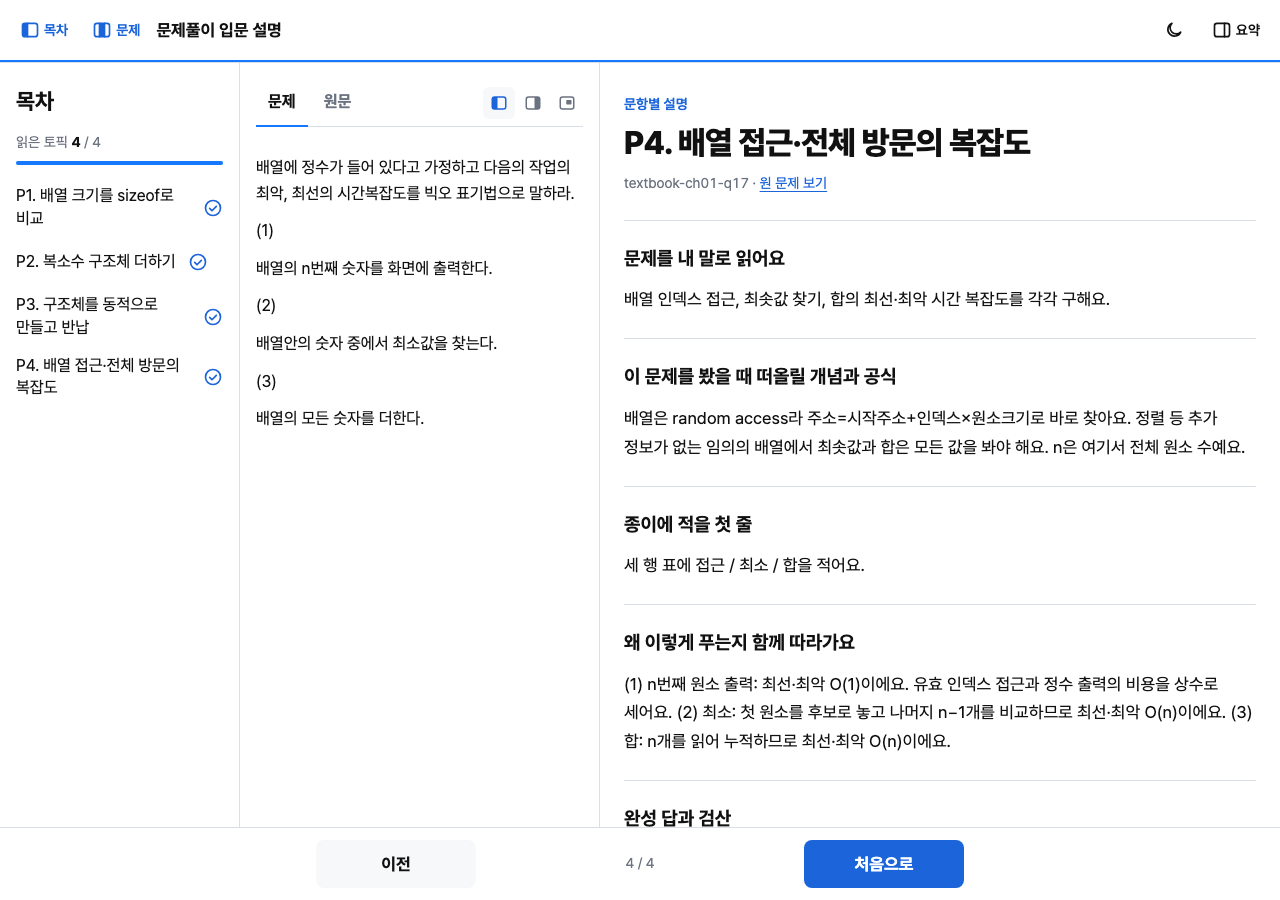 목차
문제
문제풀이 입문 설명
요약
목차
읽은 토픽 4 / 4
P1. 배열 크기를 sizeof로
비교
P2. 복소수 구조체 더하기
P3. 구조체를 동적으로
만들고 반납
P4. 배열 접근·전체 방문의
복잡도
문제
원문
배열에 정수가 들어 있다고 가정하고 다음의 작업의
최악, 최선의 시간복잡도를 빅오 표기법으로 말하라.
(1)
배열의 n번째 숫자를 화면에 출력한다.
(2)
배열안의 숫자 중에서 최소값을 찾는다.
(3)
배열의 모든 숫자를 더한다.
문항별 설명
P4. 배열 접근·전체 방문의 복잡도
textbook-ch01-q17 · 원 문제 보기
문제를 내 말로 읽어요
배열 인덱스 접근, 최솟값 찾기, 합의 최선·최악 시간 복잡도를 각각 구해요.
이 문제를 봤을 때 떠올릴 개념과 공식
배열은 random access라 주소=시작주소+인덱스×원소크기로 바로 찾아요. 정렬 등 추가
정보가 없는 임의의 배열에서 최솟값과 합은 모든 값을 봐야 해요. n은 여기서 전체 원소 수예요.
종이에 적을 첫 줄
세 행 표에 접근 / 최소 / 합을 적어요.
왜 이렇게 푸는지 함께 따라가요
(1) n번째 원소 출력: 최선·최악 O(1)이에요. 유효 인덱스 접근과 정수 출력의 비용을 상수로
세어요. (2) 최소: 첫 원소를 후보로 놓고 나머지 n−1개를 비교하므로 최선·최악 O(n)이에요. (3)
합: n개를 읽어 누적하므로 최선·최악 O(n)이에요.
완성 답과 검산
이전
4 / 4
처음으로